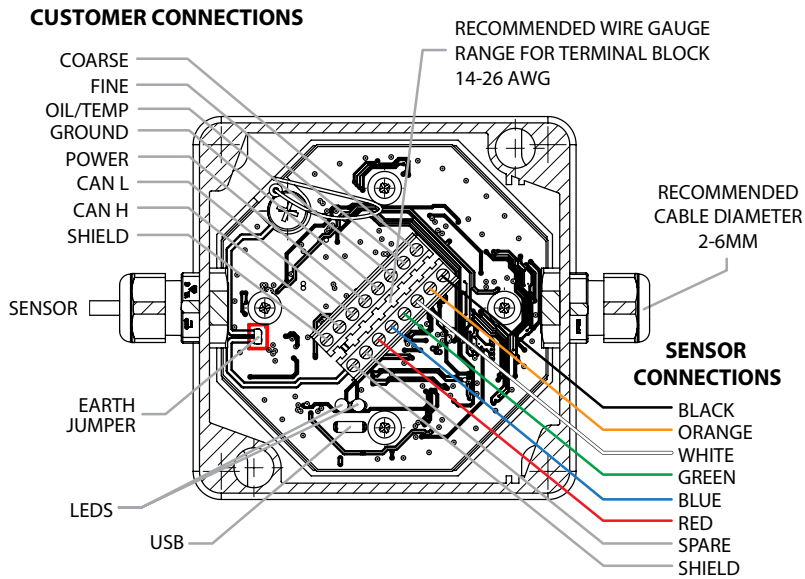 CUSTOMER CONNECTIONS
COARSE
FINE
OIL/TEMP
GROUND
POWER
CAN L
CAN H
SHIELD
RECOMMENDED WIRE GAUGE
RANGE FOR TERMINAL BLOCK
14-26 AWG
RECOMMENDED
CABLE DIAMETER
2-6MM
SENSOR
EARTH
JUMPER
LEDS
USB
SENSOR
CONNECTIONS
BLACK
ORANGE
WHITE
GREEN
BLUE
RED
SPARE
SHIELD